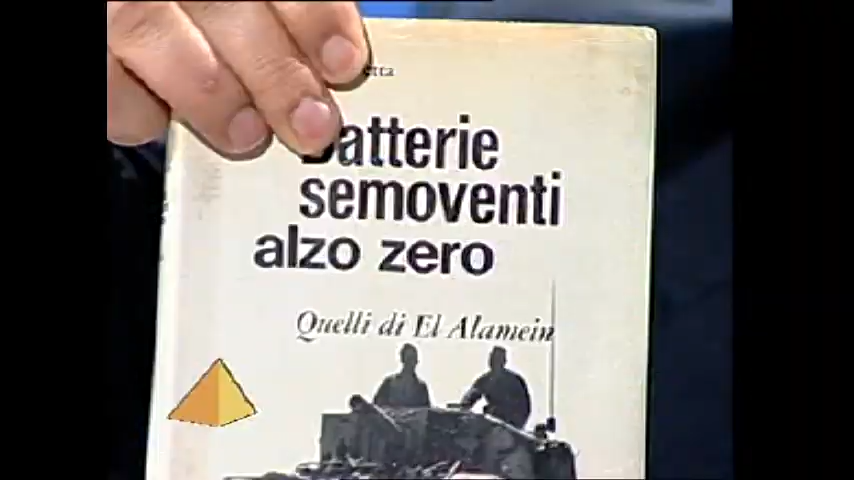 Batterie
semoventi
alzo zero
Quelli di El Alamein